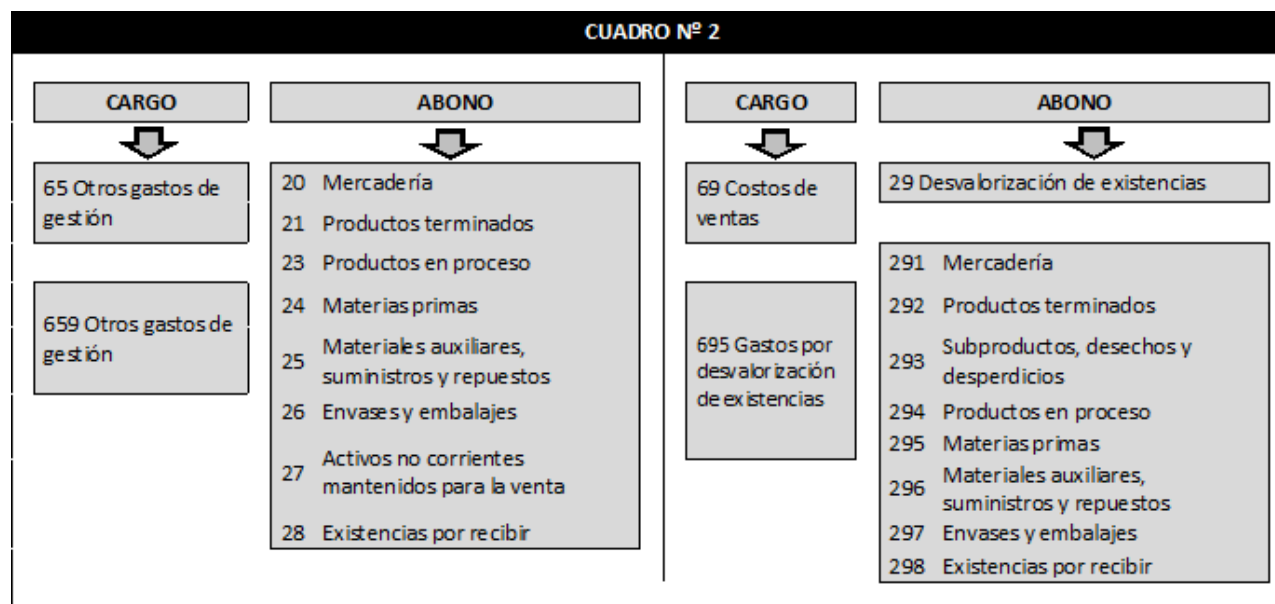 CUADRO Nº 2
CARGO
ABONO
65 Otros gastos de
gestión
659 Otros gastos de
gestión
20 Mercadería
21 Productos terminados
23 Productos en proceso
24 Materias primas
25 Materiales auxiliares,
suministros y repuestos
26 Envases y embalajes
27 Activos no corrientes
mantenidos para la venta
28 Existencias por recibir
CARGO
ABONO
69 Costos de
ventas
695 Gastos por
desvalorización
de existencias
29 Desvalorización de existencias
291 Mercadería
292 Productos terminados
293 Subproductos, desechos y
desperdicios
294 Productos en proceso
295 Materias primas
296 Materiales auxiliares,
suministros y repuestos
297 Envases y embalajes
298 Existencias por recibir